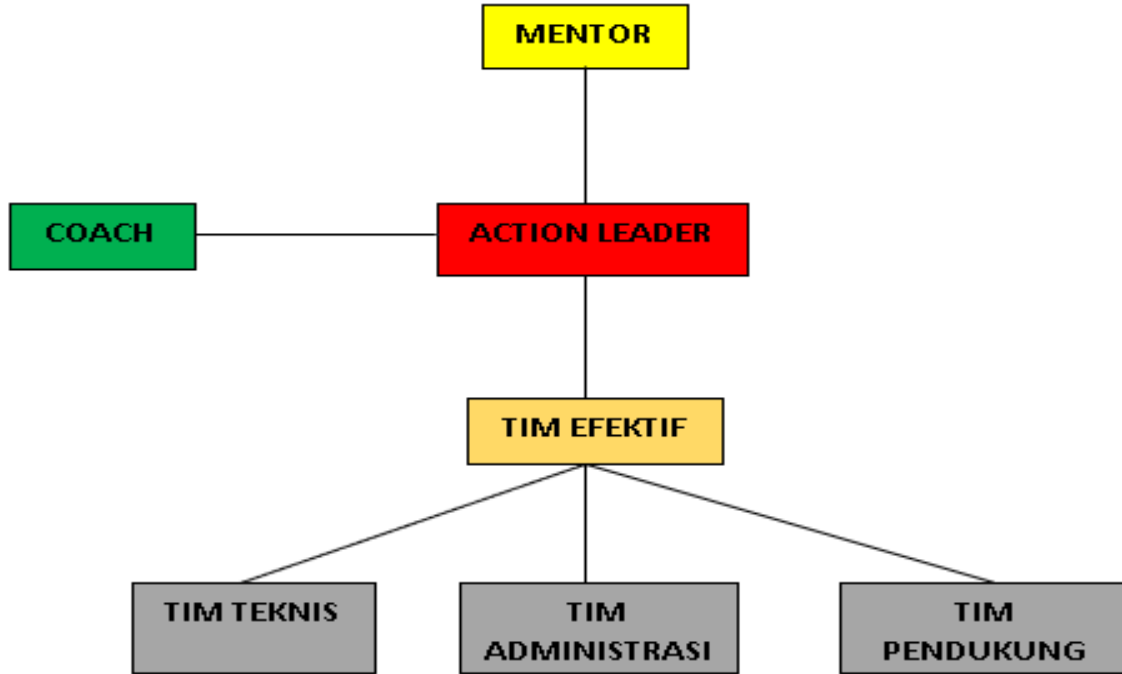 MENTOR
COACH
ACTION LEADER
TIM EFEKTIF
TIM TEKNIS
TIM
ADMINISTRASI
TIM
PENDUKUNG